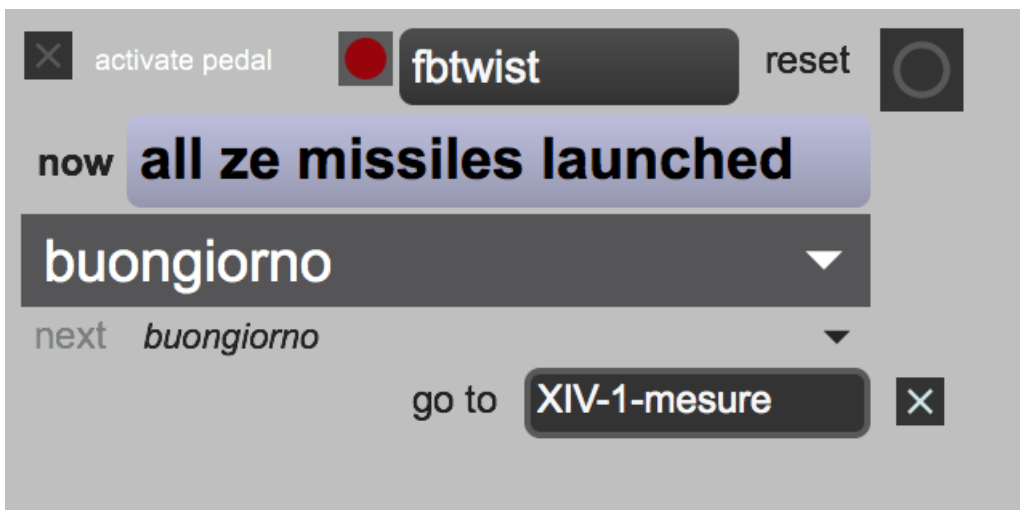 activate pedal fbtwist reset
now all ze missiles launched
buongiorno
next buongiorno
go to XIV-1-mesure